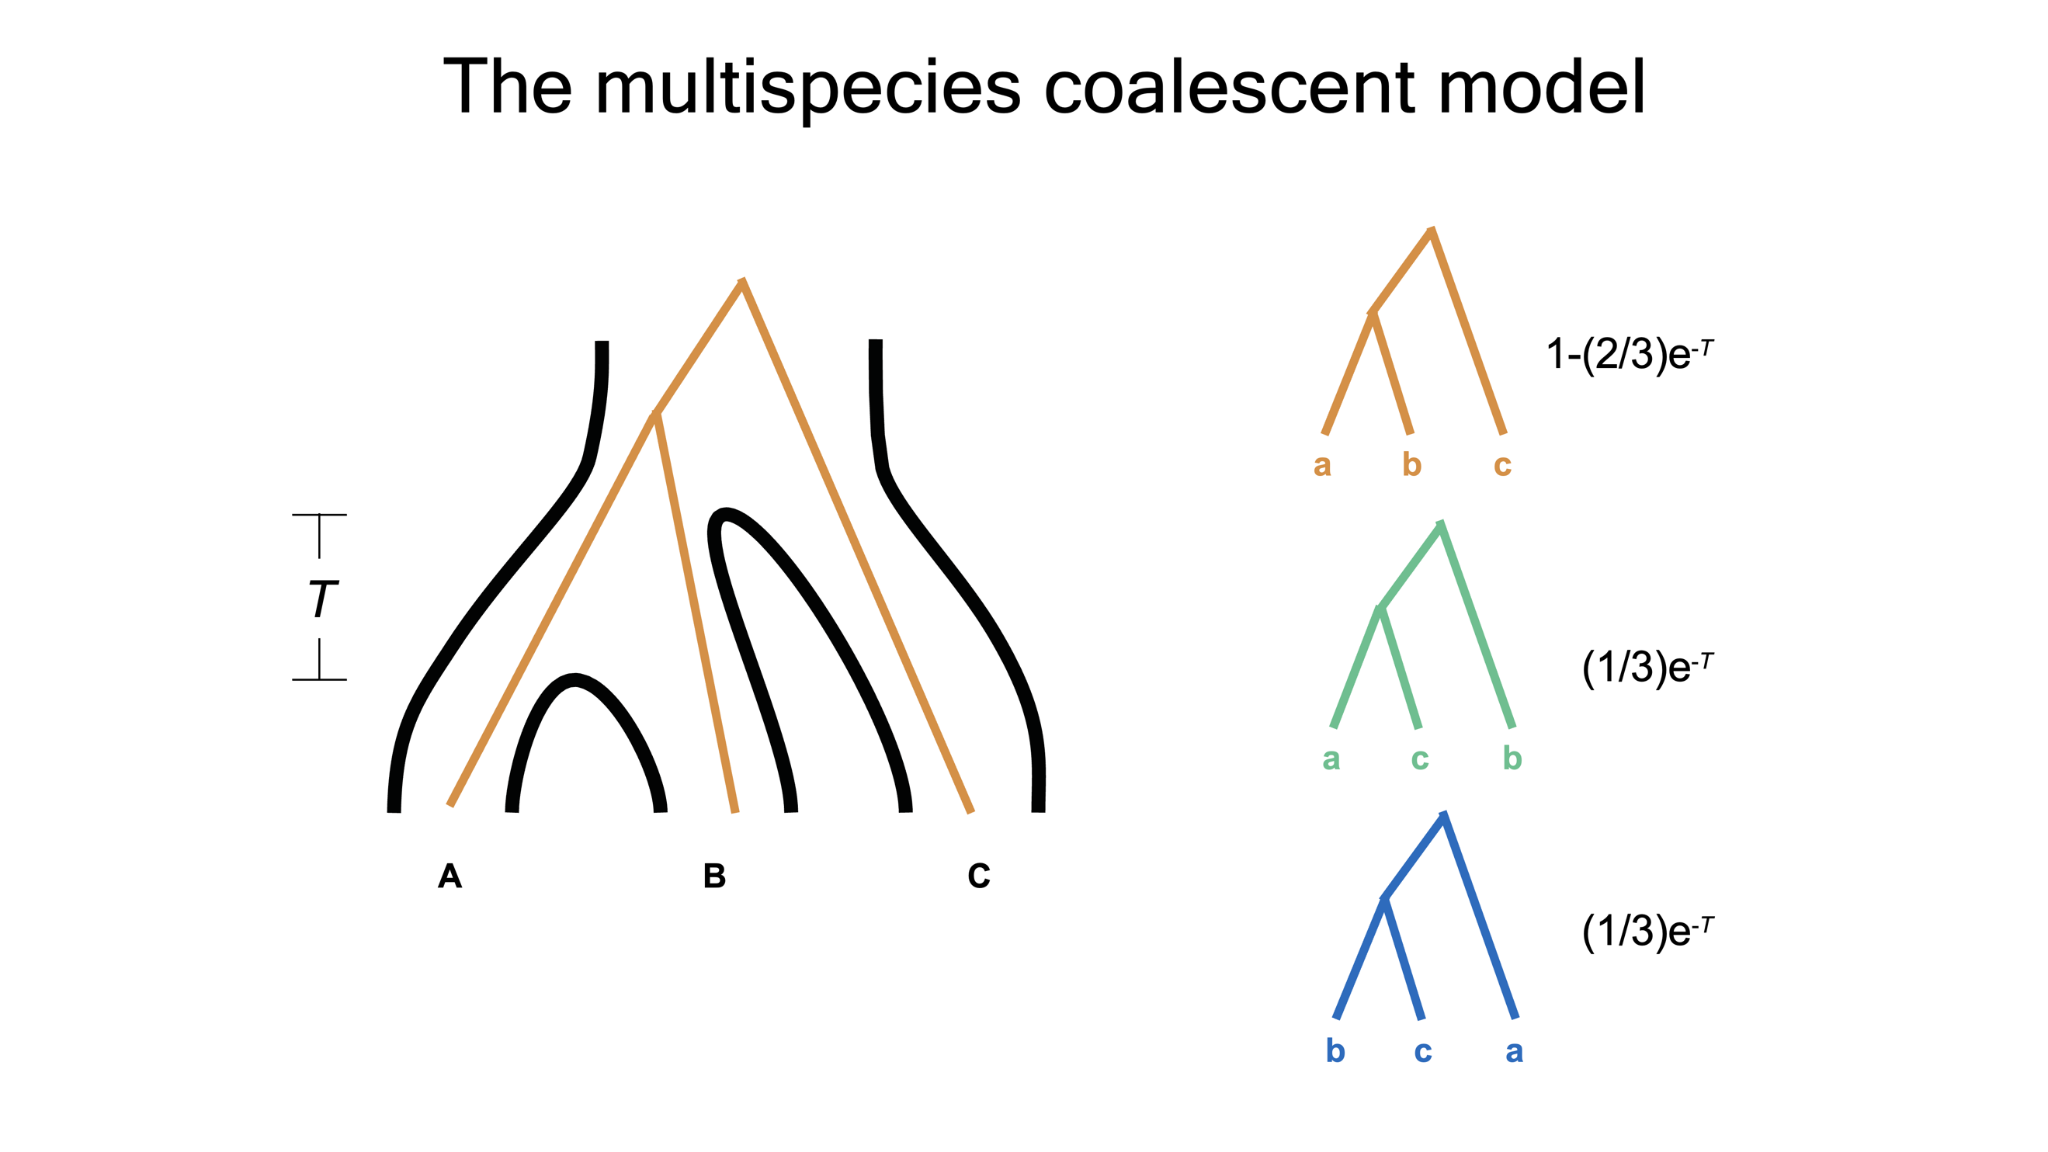 The multispecies coalescent model
1-(2/3)e-T
a b c
T
(1/3)e-T
a c b
A B C
(1/3)e-T
b c a